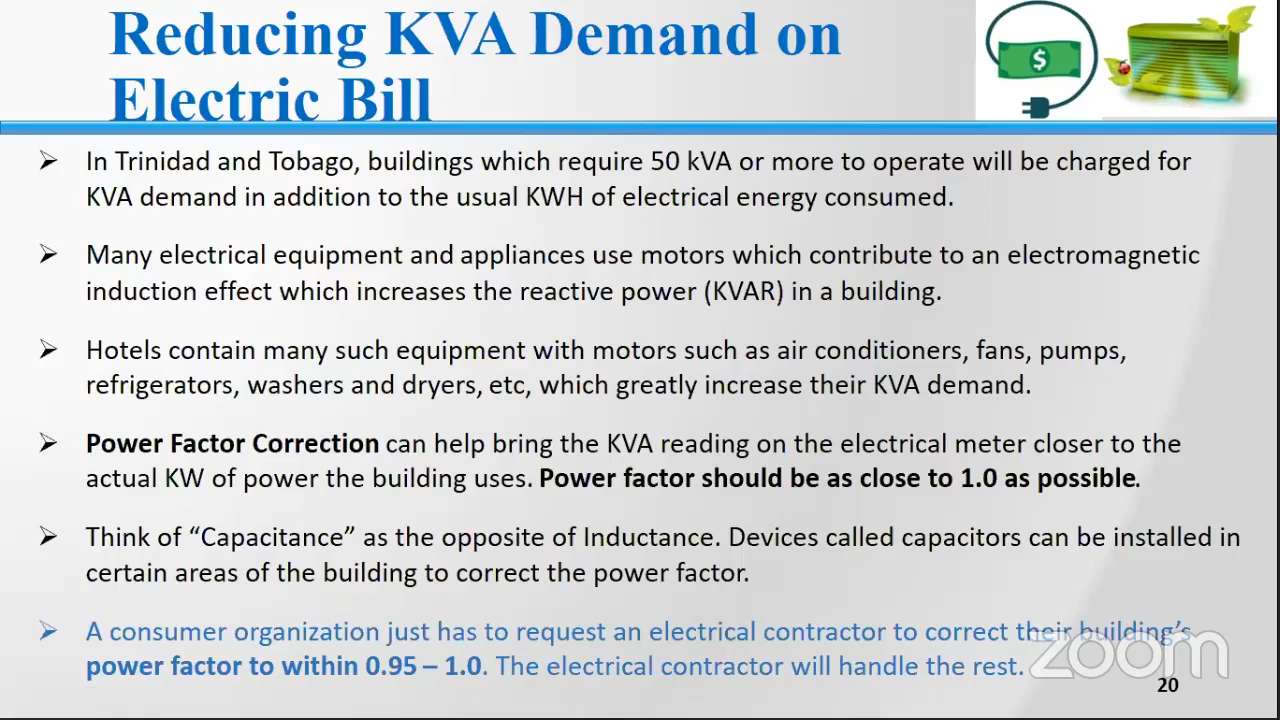 Reducing KVA Demand on
Electric Bill
$
➢ In Trinidad and Tobago, buildings which require 50 kVA or more to operate will be charged for
KVA demand in addition to the usual KWH of electrical energy consumed.
➢ Many electrical equipment and appliances use motors which contribute to an electromagnetic
induction effect which increases the reactive power (KVAR) in a building.
➢ Hotels contain many such equipment with motors such as air conditioners, fans, pumps,
refrigerators, washers and dryers, etc, which greatly increase their KVA demand.
➢ Power Factor Correction can help bring the KVA reading on the electrical meter closer to the
actual KW of power the building uses. Power factor should be as close to 1.0 as possible.
➢ Think of “Capacitance” as the opposite of Inductance. Devices called capacitors can be installed in
certain areas of the building to correct the power factor.
➢ A consumer organization just has to request an electrical contractor to correct their building’s
power factor to within 0.95 – 1.0. The electrical contractor will handle the rest.
zoom
20